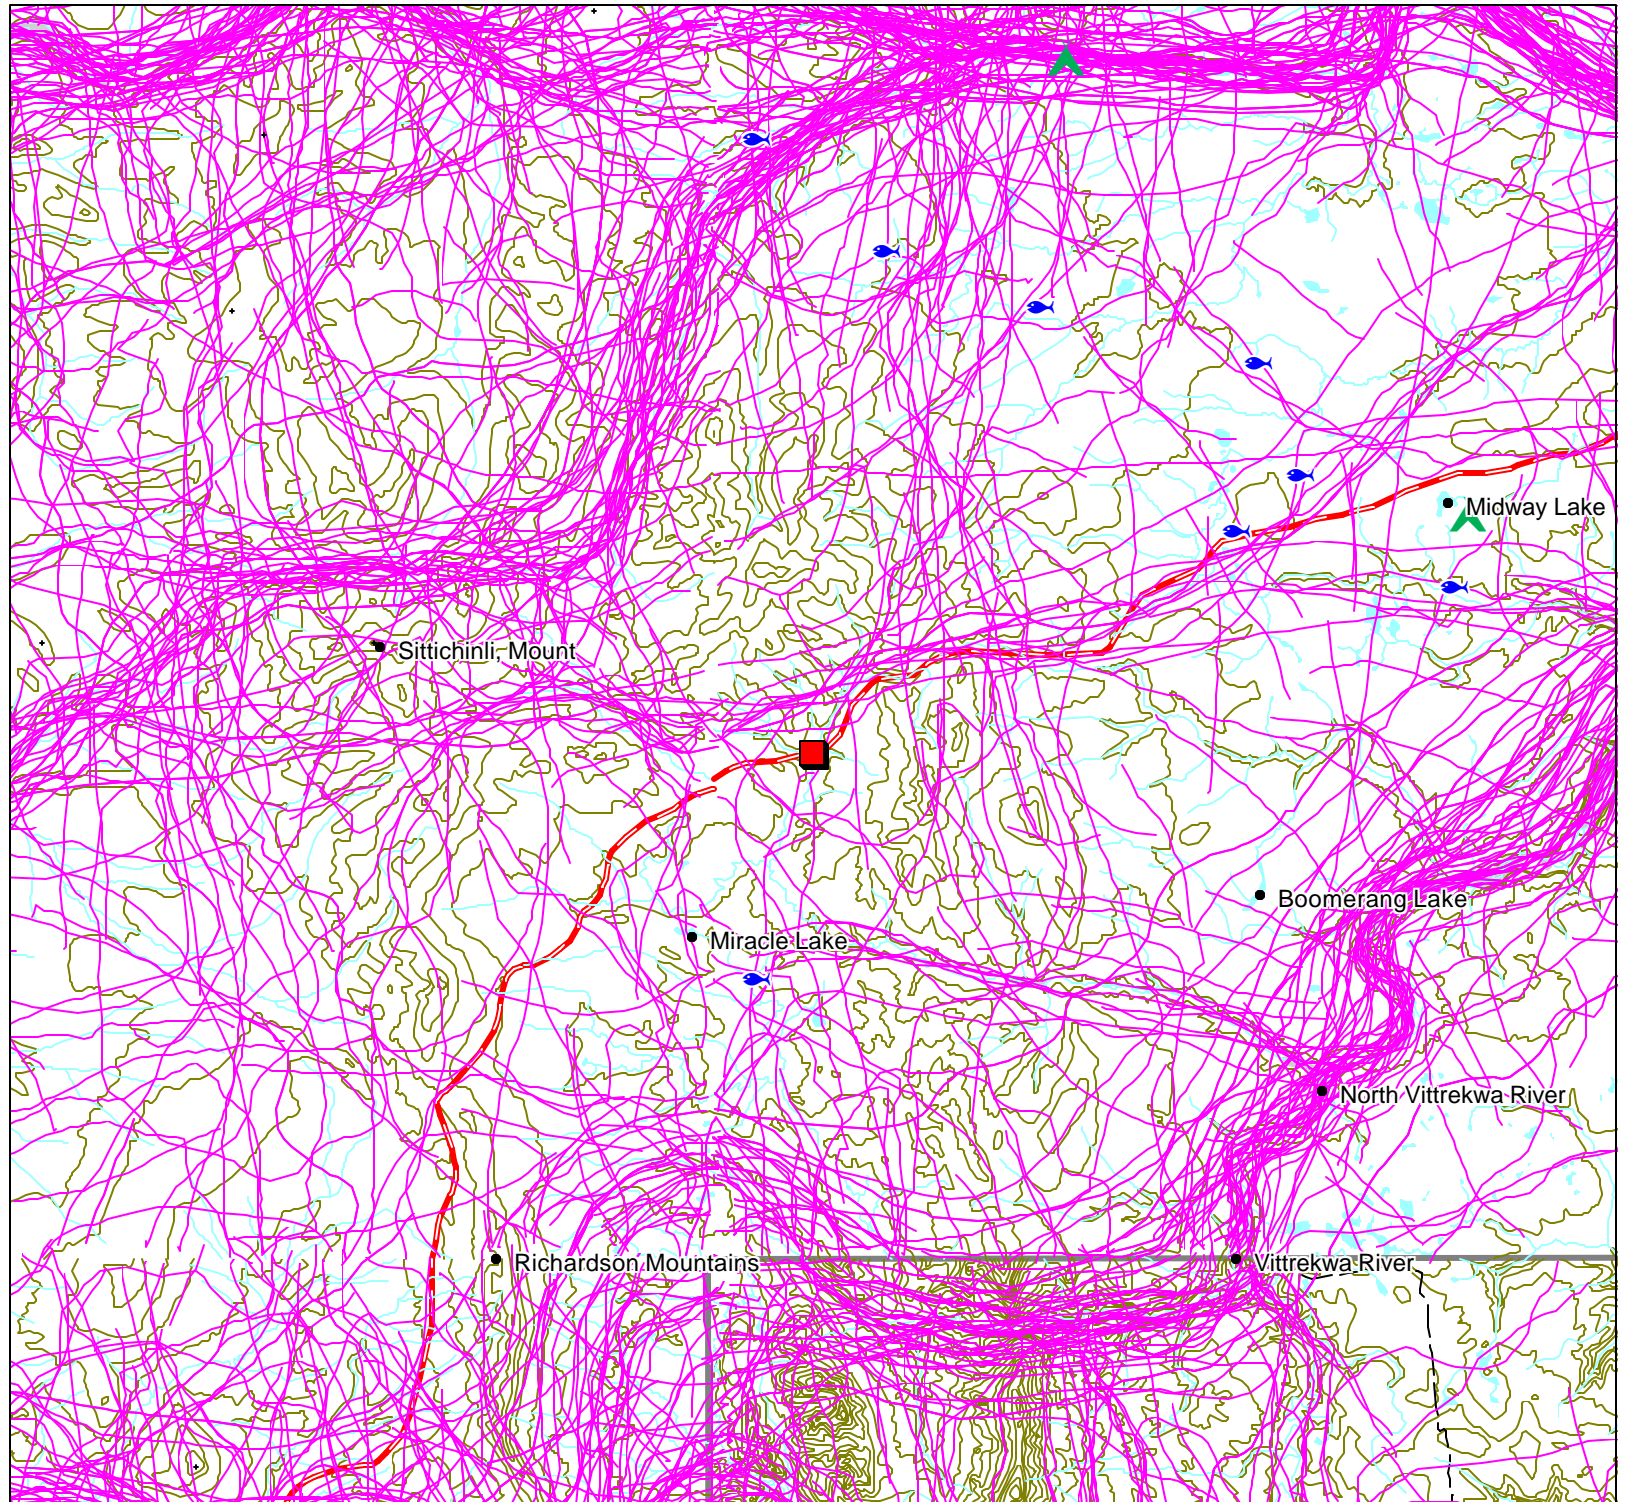 Midway Lake
Sittichinli, Mount
Boomerang Lake
Miracle Lake
North Vittrekwa River
Richardson Mountains
Vittrekwa River